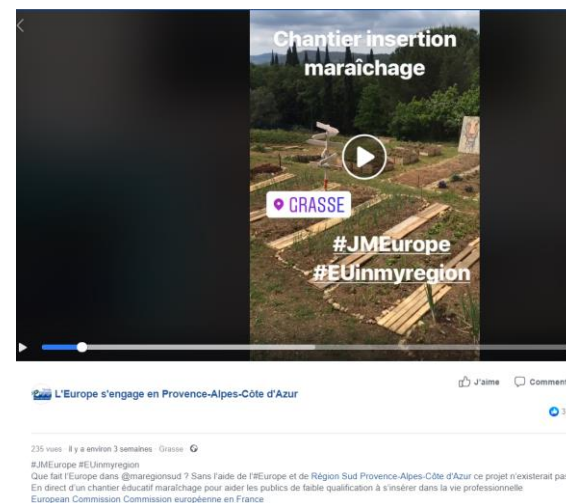 Chantier insertion
maraîchage
GRASSE
#JMEurope
#EUinmyregion
L'Europe s'engage en Provence-Alpes-Côte d'Azur
J'aime
Comment
235 vues · Il y a environ 3 semaines · Grasse
#JMEurope #EUinmyregion
Que fait l'Europe dans @maregionsud ? Sans l'aide de l'#Europe et de Région Sud Provence-Alpes-Côte d'Azur ce projet n'existerait pas
En direct d'un chantier éducatif maraîchage pour aider les publics de faible qualification à s'insérer dans la vie professionnelle
European Commission Commission européenne en France